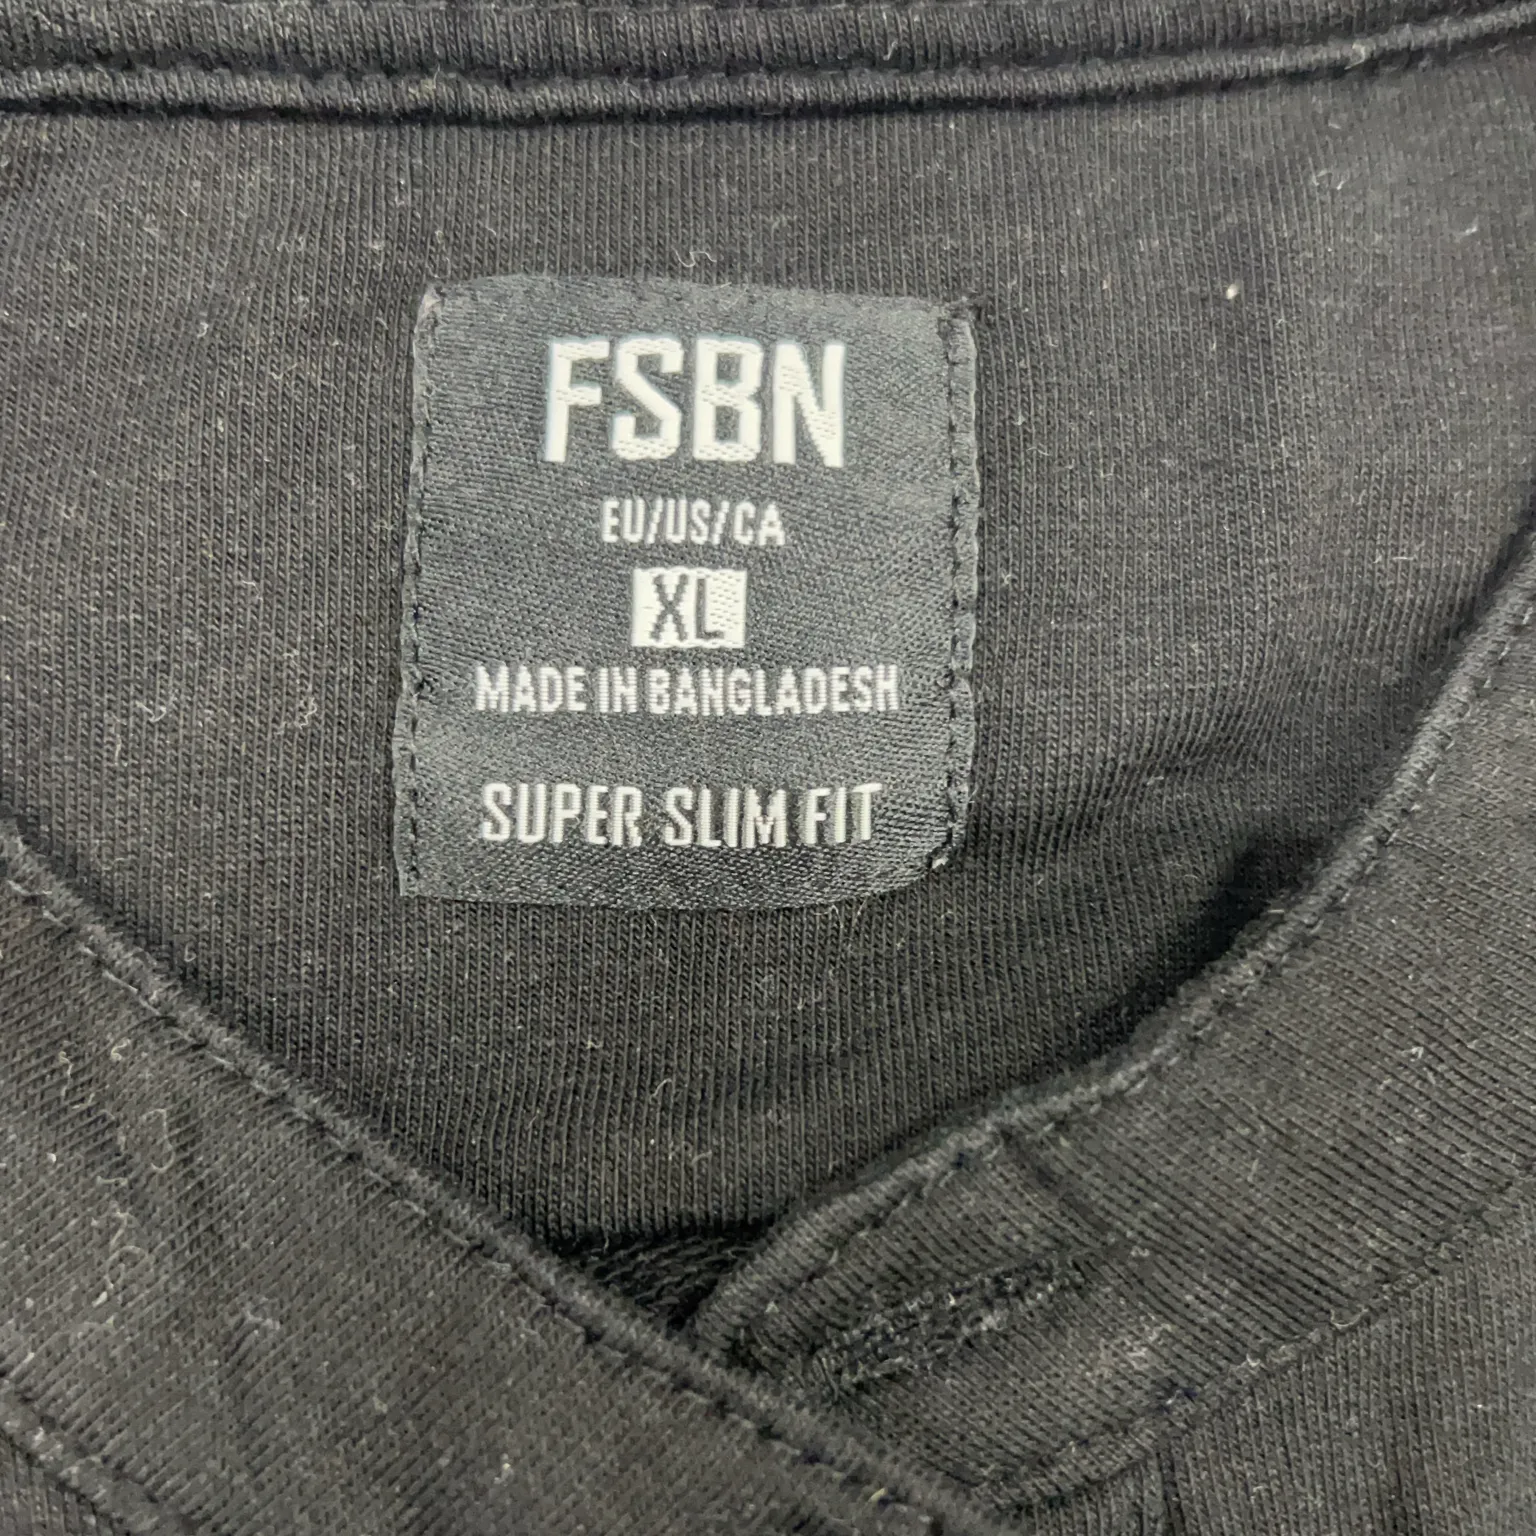 FSBN
EU/US/CA
XL
MADE IN BANGLADESH
SUPER SLIM FIT